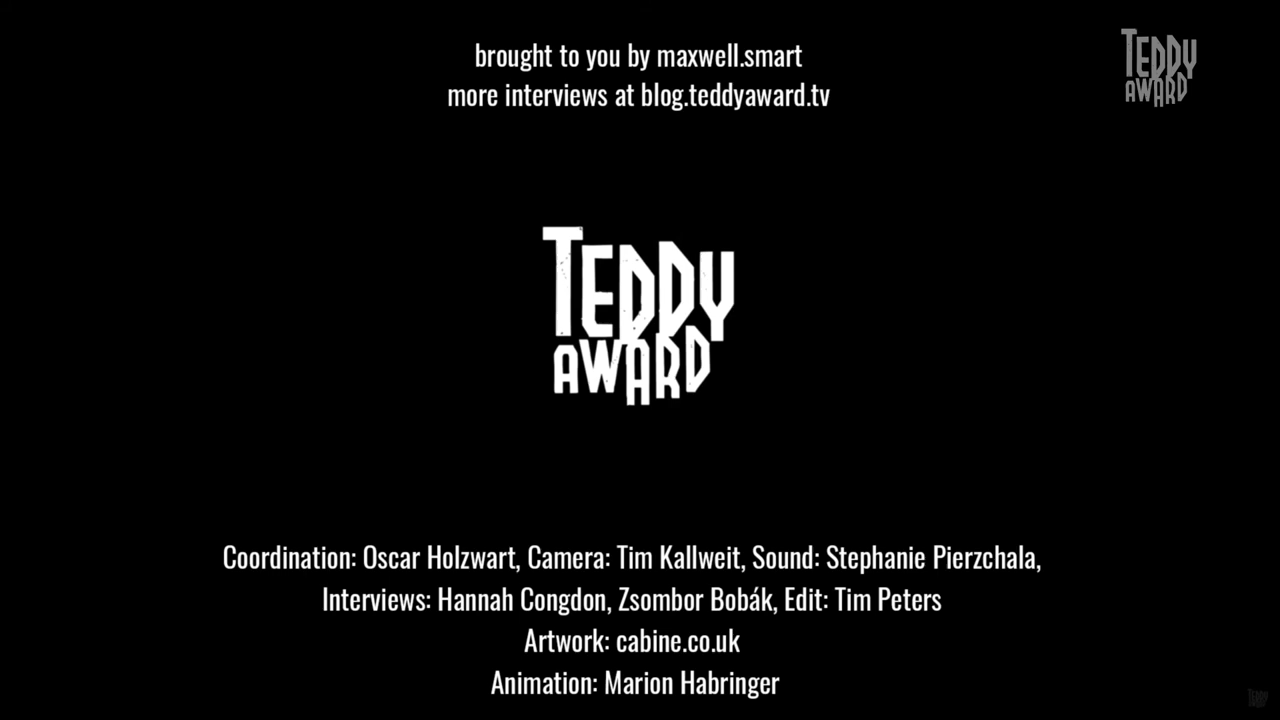 brought to you by maxwell.smart
more interviews at blog.teddyaward.tv
TEDDY
AWARD
TEDDY
AWARD
Coordination: Oscar Holzwart, Camera: Tim Kallweit, Sound: Stephanie Pierzchala,
Interviews: Hannah Congdon, Zsombor Bobák, Edit: Tim Peters
Artwork: cabine.co.uk
Animation: Marion Habringer